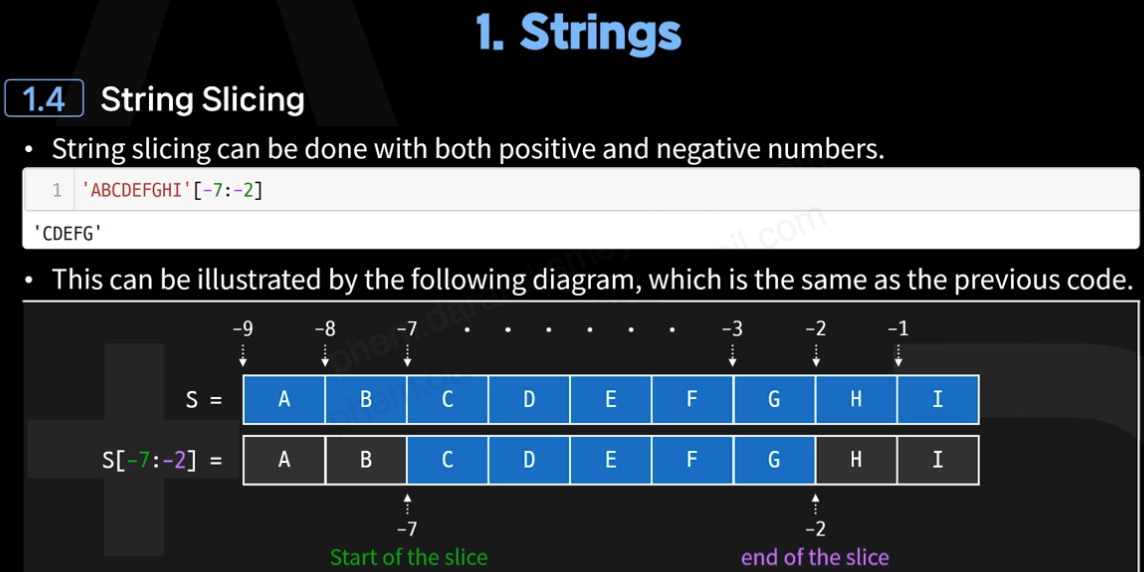 1. Strings
1.4 String Slicing
• String slicing can be done with both positive and negative numbers.
1 'ABCDEFGHI'[-7:-2]
'CDEFG'
• This can be illustrated by the following diagram, which is the same as the previous code.
-9 -8 -7 · · · · · · -3 -2 -1
S = A B C D E F G H I
S[-7:-2] = A B C D E F G H I
-7 -2
Start of the slice end of the slice